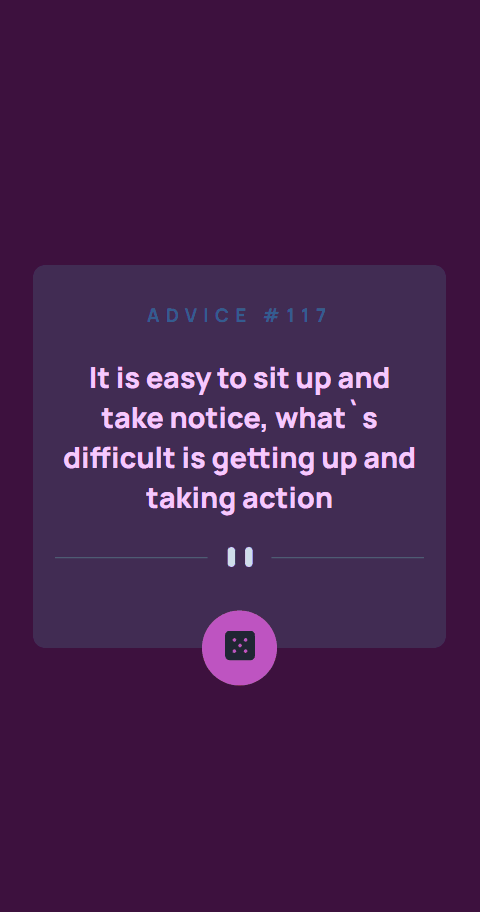 ADVICE #117
It is easy to sit up and
take notice, what`s
difficult is getting up and
taking action